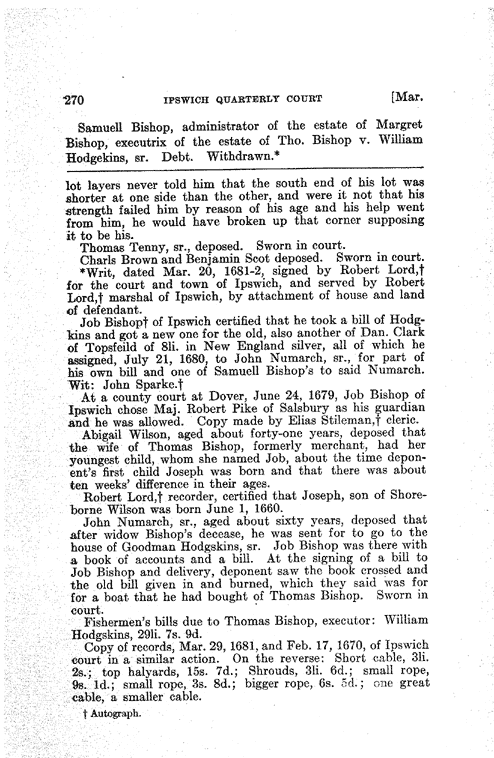 270 IPSWICH QUARTERLY COURT [Mar.
Samuell Bishop, administrator of the estate of Margret
Bishop, executrix of the estate of Tho. Bishop v. William
Hodgekins, sr. Debt. Withdrawn.*
lot layers never told him that the south end of his lot was
shorter at one side than the other, and were it not that his
strength failed him by reason of his age and his help went
from him, he would have broken up that corner supposing
it to be his.
Thomas Tenny, sr., deposed. Sworn in court.
Charls Brown and Benjamin Scot deposed. Sworn in court.
*Writ, dated Mar. 20, 1681-2, signed by Robert Lord,†
for the court and town of Ipswich, and served by Robert
Lord,† marshal of Ipswich, by attachment of house and land
of defendant.
Job Bishop† of Ipswich certified that he took a bill of Hodg-
kins and got a new one for the old, also another of Dan. Clark
of Topsfeild of 8li. in New England silver, all of which he
assigned, July 21, 1680, to John Numarch, sr., for part of
his own bill and one of Samuell Bishop's to said Numarch.
Wit: John Sparke.†
At a county court at Dover, June 24, 1679, Job Bishop of
Ipswich chose Maj. Robert Pike of Salsbury as his guardian
and he was allowed. Copy made by Elias Stileman,† cleric.
Abigail Wilson, aged about forty-one years, deposed that
the wife of Thomas Bishop, formerly merchant, had her
youngest child, whom she named Job, about the time depon-
ent's first child Joseph was born and that there was about
ten weeks' difference in their ages.
Robert Lord,† recorder, certified that Joseph, son of Shore-
borne Wilson was born June 1, 1660.
John Numarch, sr., aged about sixty years, deposed that
after widow Bishop's decease, he was sent for to go to the
house of Goodman Hodgskins, sr. Job Bishop was there with
a book of accounts and a bill. At the signing of a bill to
Job Bishop and delivery, deponent saw the book crossed and
the old bill given in and burned, which they said was for
for a boat that he had bought of Thomas Bishop. Sworn in
court.
Fishermen's bills due to Thomas Bishop, executor: William
Hodgskins, 29li. 7s. 9d.
Copy of records, Mar. 29, 1681, and Feb. 17, 1670, of Ipswich
court in a similar action. On the reverse: Short cable, 3li.
2s.; top halyards, 15s. 7d.; Shrouds, 3li. 6d.; small rope,
9s. 1d.; small rope, 3s. 8d.; bigger rope, 6s. 5d.; one great
cable, a smaller cable.
† Autograph.